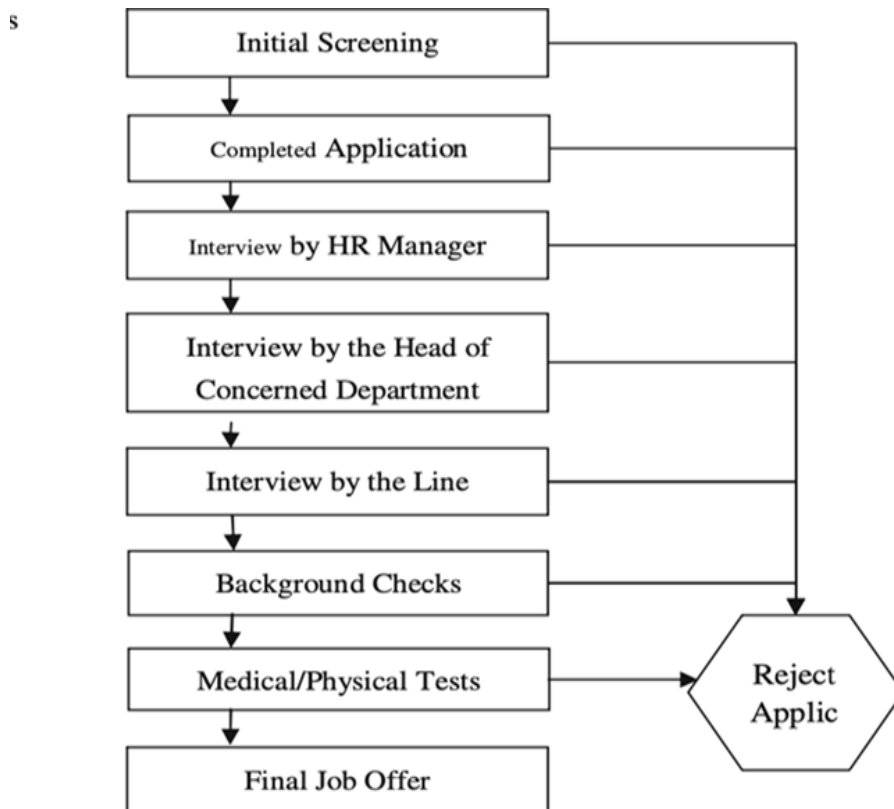 s
Initial Screening
Completed Application
Interview by HR Manager
Interview by the Head of
Concerned Department
Interview by the Line
Background Checks
Medical/Physical Tests
Reject
Applic
Final Job Offer